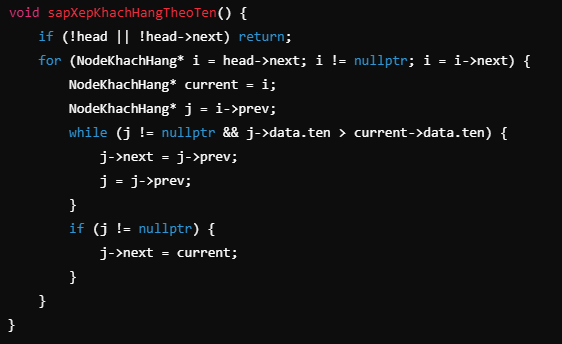 void sapXepKhachHangTheoTen() {
    if (!head || !head->next) return;
    for (NodeKhachHang* i = head->next; i != nullptr; i = i->next) {
        NodeKhachHang* current = i;
        NodeKhachHang* j = i->prev;
        while (j != nullptr && j->data.ten > current->data.ten) {
            j->next = j->prev;
            j = j->prev;
        }
        if (j != nullptr) {
            j->next = current;
        }
    }
}